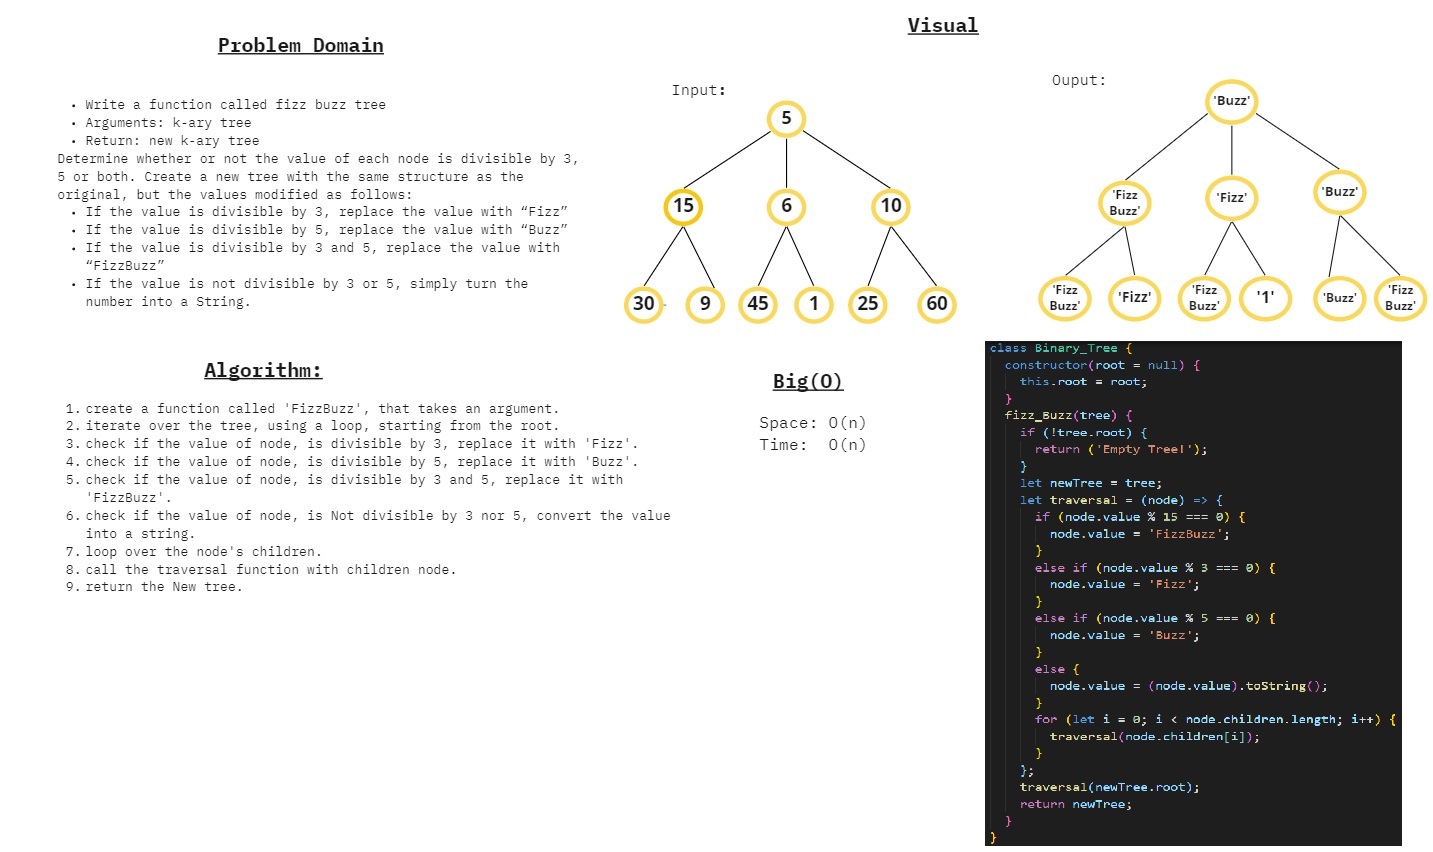 Problem Domain
• Write a function called fizz buzz tree
• Arguments: k-ary tree
• Return: new k-ary tree
Determine whether or not the value of each node is divisible by 3,
5 or both. Create a new tree with the same structure as the
original, but the values modified as follows:
• If the value is divisible by 3, replace the value with “Fizz”
• If the value is divisible by 5, replace the value with “Buzz”
• If the value is divisible by 3 and 5, replace the value with
“FizzBuzz”
• If the value is not divisible by 3 or 5, simply turn the
number into a String.
Visual
Input:
5
15 6 10
30 9 45 1 25 60
Ouput:
'Buzz'
'Fizz
Buzz'
'Fizz'
'Buzz'
'Fizz
Buzz'
'Fizz'
'Fizz
Buzz'
'1'
'Buzz'
'Fizz
Buzz'
Algorithm:
1. create a function called 'FizzBuzz', that takes an argument.
2. iterate over the tree, using a loop, starting from the root.
3. check if the value of node, is divisible by 3, replace it with 'Fizz'.
4. check if the value of node, is divisible by 5, replace it with 'Buzz'.
5. check if the value of node, is divisible by 3 and 5, replace it with
'FizzBuzz'.
6. check if the value of node, is Not divisible by 3 nor 5, convert the value
into a string.
7. loop over the node's children.
8. call the traversal function with children node.
9. return the New tree.
Big(O)
Space: O(n)
Time: O(n)
class Binary_Tree {
constructor(root = null) {
this.root = root;
}
fizz_Buzz(tree) {
if (!tree.root) {
return ('Empty Tree!');
}
let newTree = tree;
let traversal = (node) => {
if (node.value % 15 === 0) {
node.value = 'FizzBuzz';
}
else if (node.value % 3 === 0) {
node.value = 'Fizz';
}
else if (node.value % 5 === 0) {
node.value = 'Buzz';
}
else {
node.value = (node.value).toString();
}
for (let i = 0; i < node.children.length; i++) {
traversal(node.children[i]);
}
};
traversal(newTree.root);
return newTree;
}
}